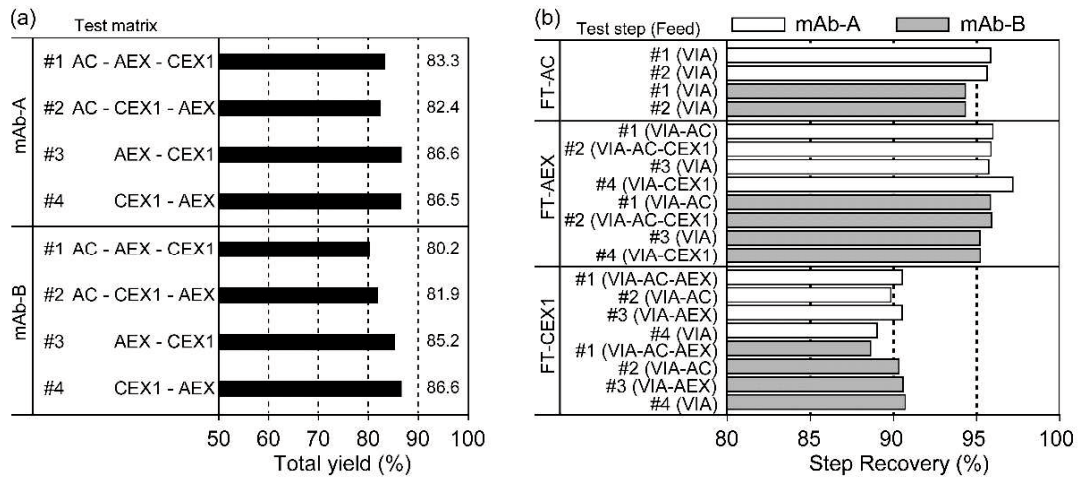 (a)
Test matrix
mAb-A
#1 AC - AEX - CEX1 83.3
#2 AC - CEX1 - AEX 82.4
#3 AEX - CEX1 86.6
#4 CEX1 - AEX 86.5
mAb-B
#1 AC - AEX - CEX1 80.2
#2 AC - CEX1 - AEX 81.9
#3 AEX - CEX1 85.2
#4 CEX1 - AEX 86.6
50 60 70 80 90 100
Total yield (%)
(b)
Test step (Feed) mAb-A mAb-B
FT-AC
#1 (VIA)
#2 (VIA)
#1 (VIA)
#2 (VIA)
FT-AEX
#1 (VIA-AC)
#2 (VIA-AC-CEX1)
#3 (VIA)
#4 (VIA-CEX1)
#1 (VIA-AC)
#2 (VIA-AC-CEX1)
#3 (VIA)
#4 (VIA-CEX1)
FT-CEX1
#1 (VIA-AC-AEX)
#2 (VIA-AC)
#3 (VIA-AEX)
#4 (VIA)
#1 (VIA-AC-AEX)
#2 (VIA-AC)
#3 (VIA-AEX)
#4 (VIA)
80 85 90 95 100
Step Recovery (%)